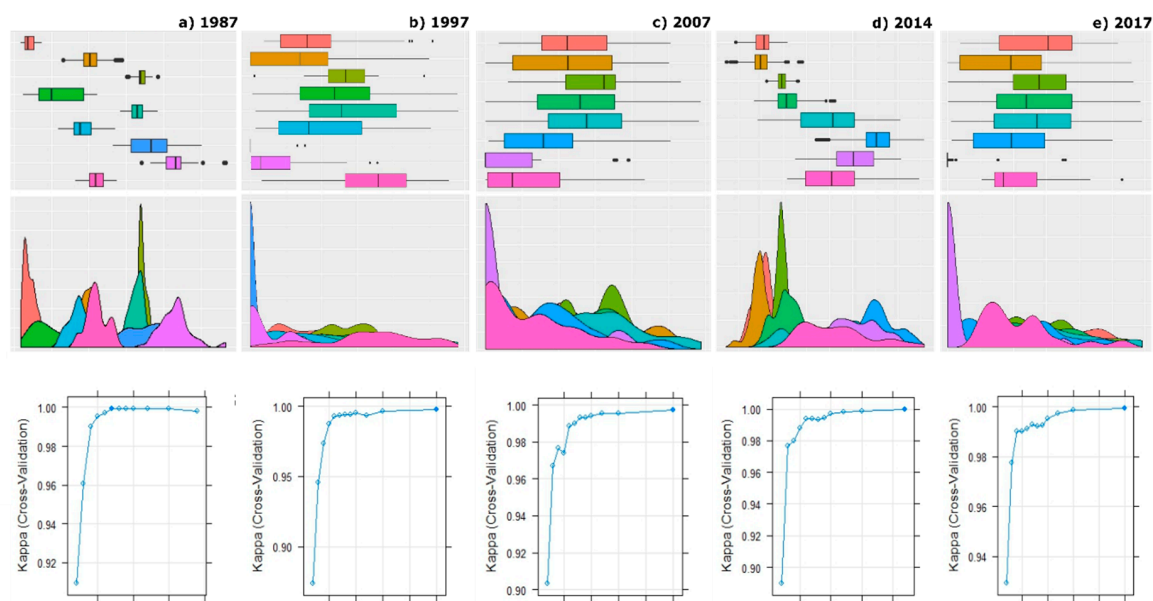 a) 1987
b) 1997
c) 2007
d) 2014
e) 2017
Kappa (Cross-Validation)
1.00
0.98
0.96
0.94
0.92
Kappa (Cross-Validation)
1.00
0.95
0.90
Kappa (Cross-Validation)
1.00
0.98
0.96
0.94
0.92
0.90
Kappa (Cross-Validation)
1.00
0.98
0.96
0.94
0.92
0.90
Kappa (Cross-Validation)
1.00
0.98
0.96
0.94